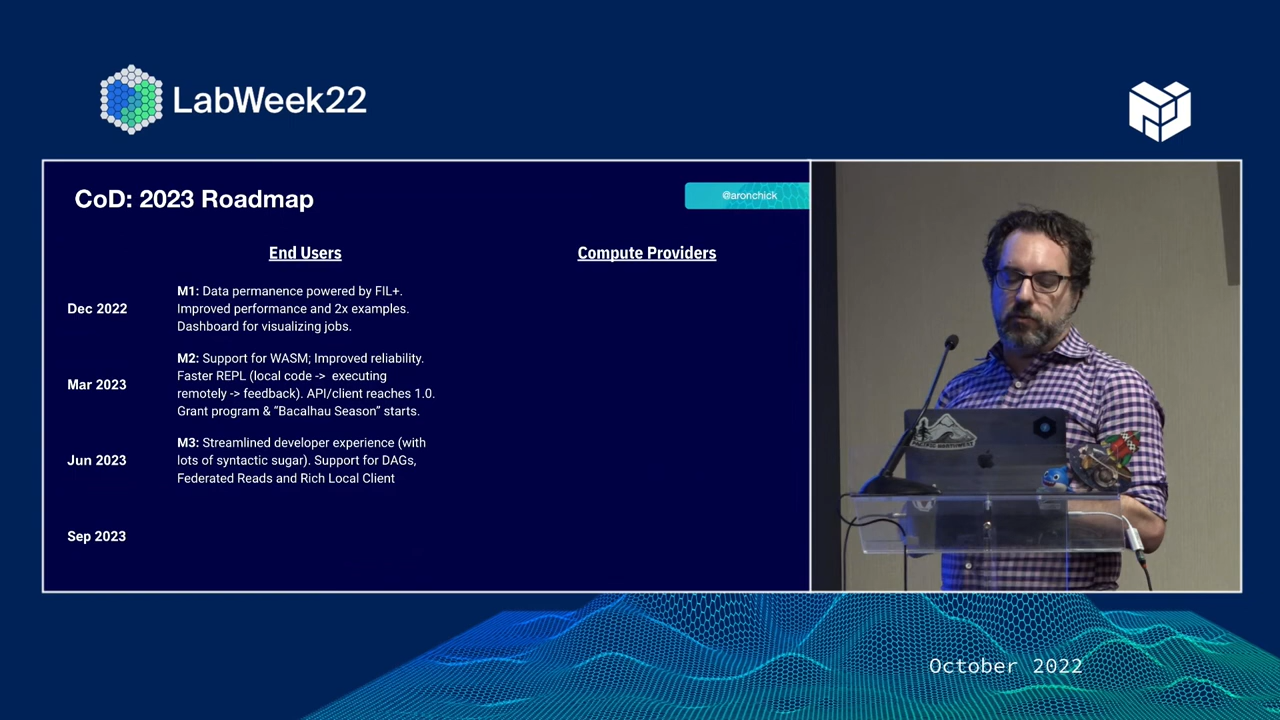 LabWeek22
CoD: 2023 Roadmap
@aronchick
End Users
Compute Providers
Dec 2022
M1: Data permanence powered by FIL+.
Improved performance and 2x examples.
Dashboard for visualizing jobs.
Mar 2023
M2: Support for WASM; Improved reliability.
Faster REPL (local code -> executing
remotely -> feedback). API/client reaches 1.0.
Grant program & “Bacalhau Season” starts.
Jun 2023
M3: Streamlined developer experience (with
lots of syntactic sugar). Support for DAGs,
Federated Reads and Rich Local Client
Sep 2023
October 2022